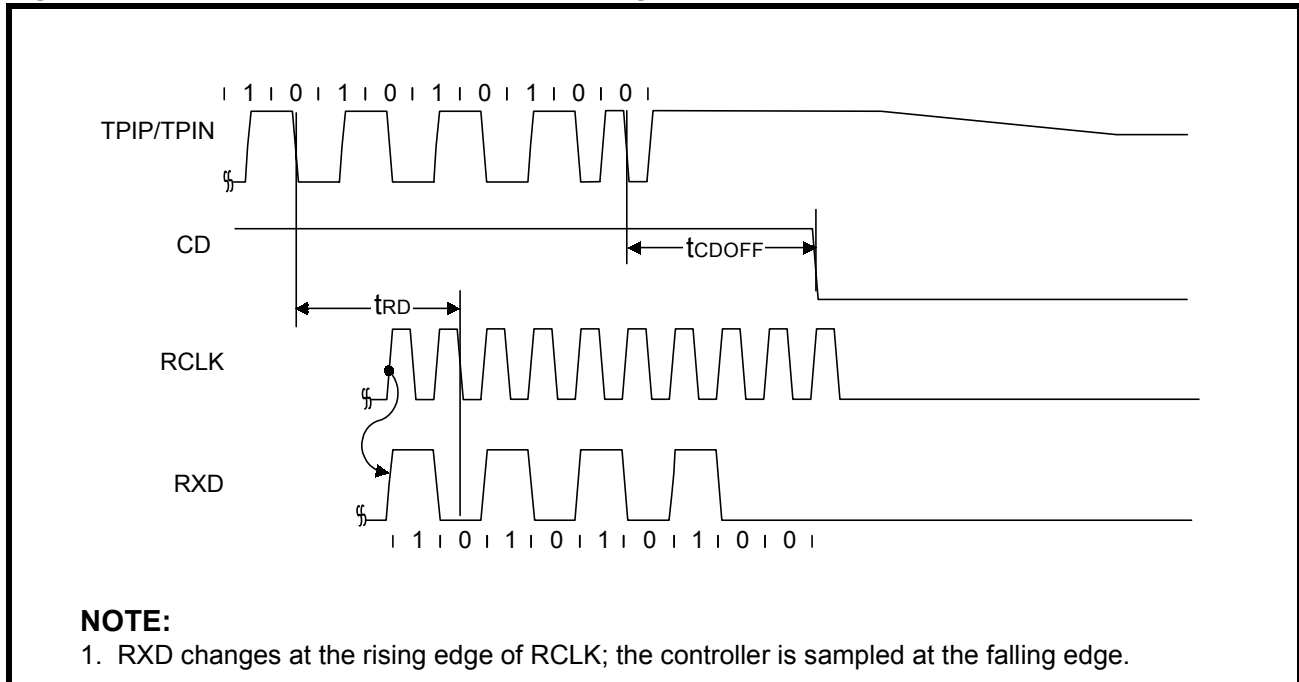 1 0 1 0 1 0 1 0 0
TPIP/TPIN
CD
tCDOFF
tRD
RCLK
RXD
1 0 1 0 1 0 1 0 0
NOTE:
1. RXD changes at the rising edge of RCLK; the controller is sampled at the falling edge.